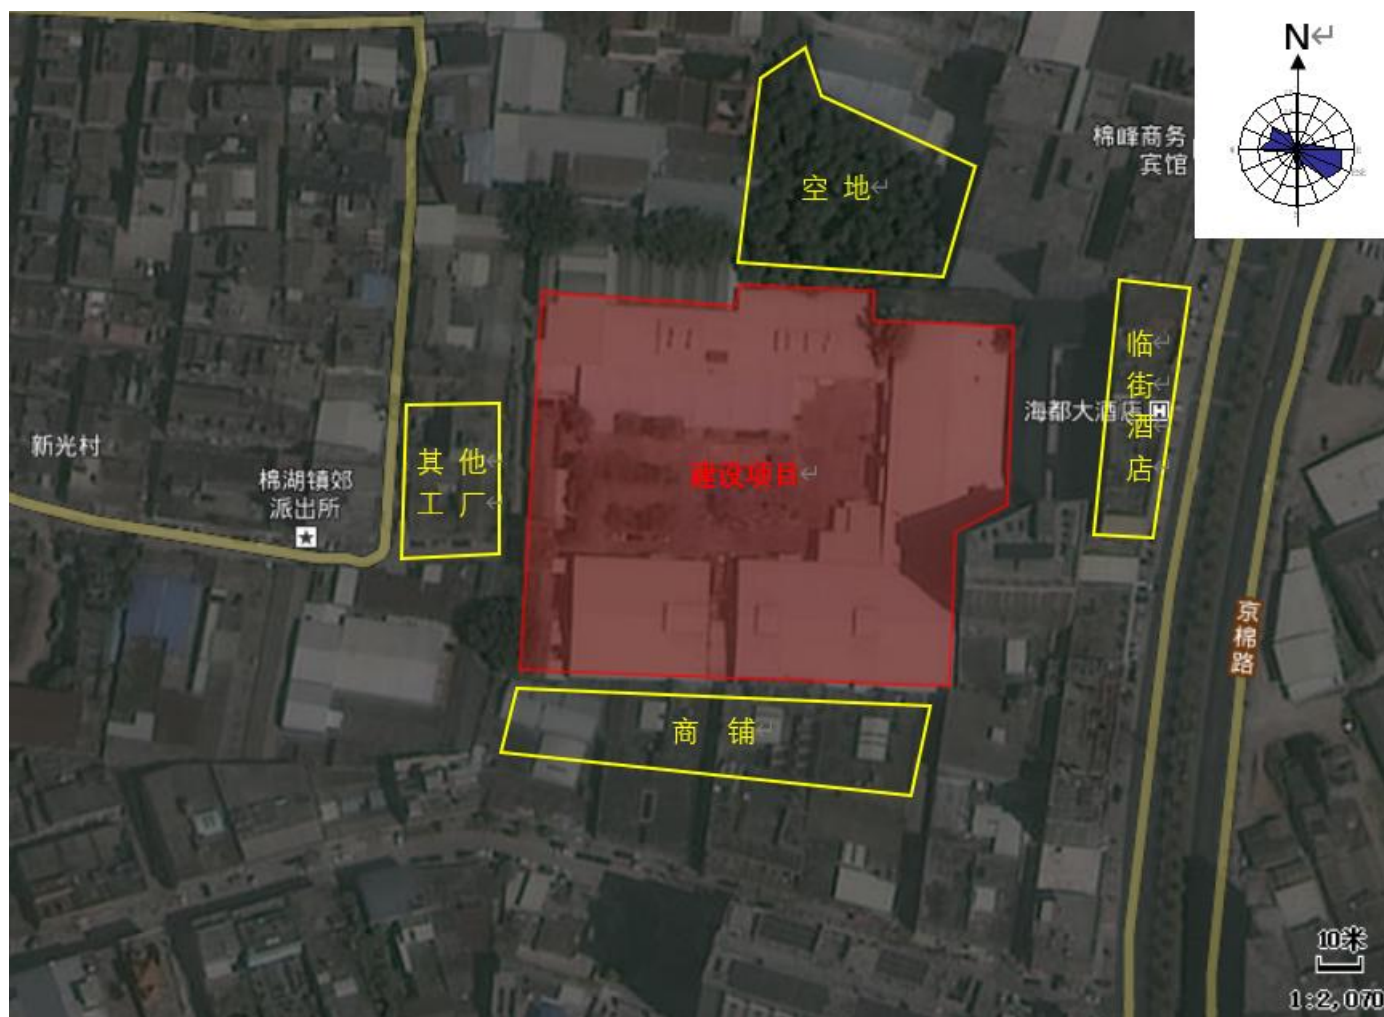 N
棉峰商务
宾馆
空 地
临
街
酒
店
海都大酒店
H
新光村
其 他
工 厂
棉湖镇郊
派出所
建设项目
京
棉
路
商 铺
10米
1:2,070